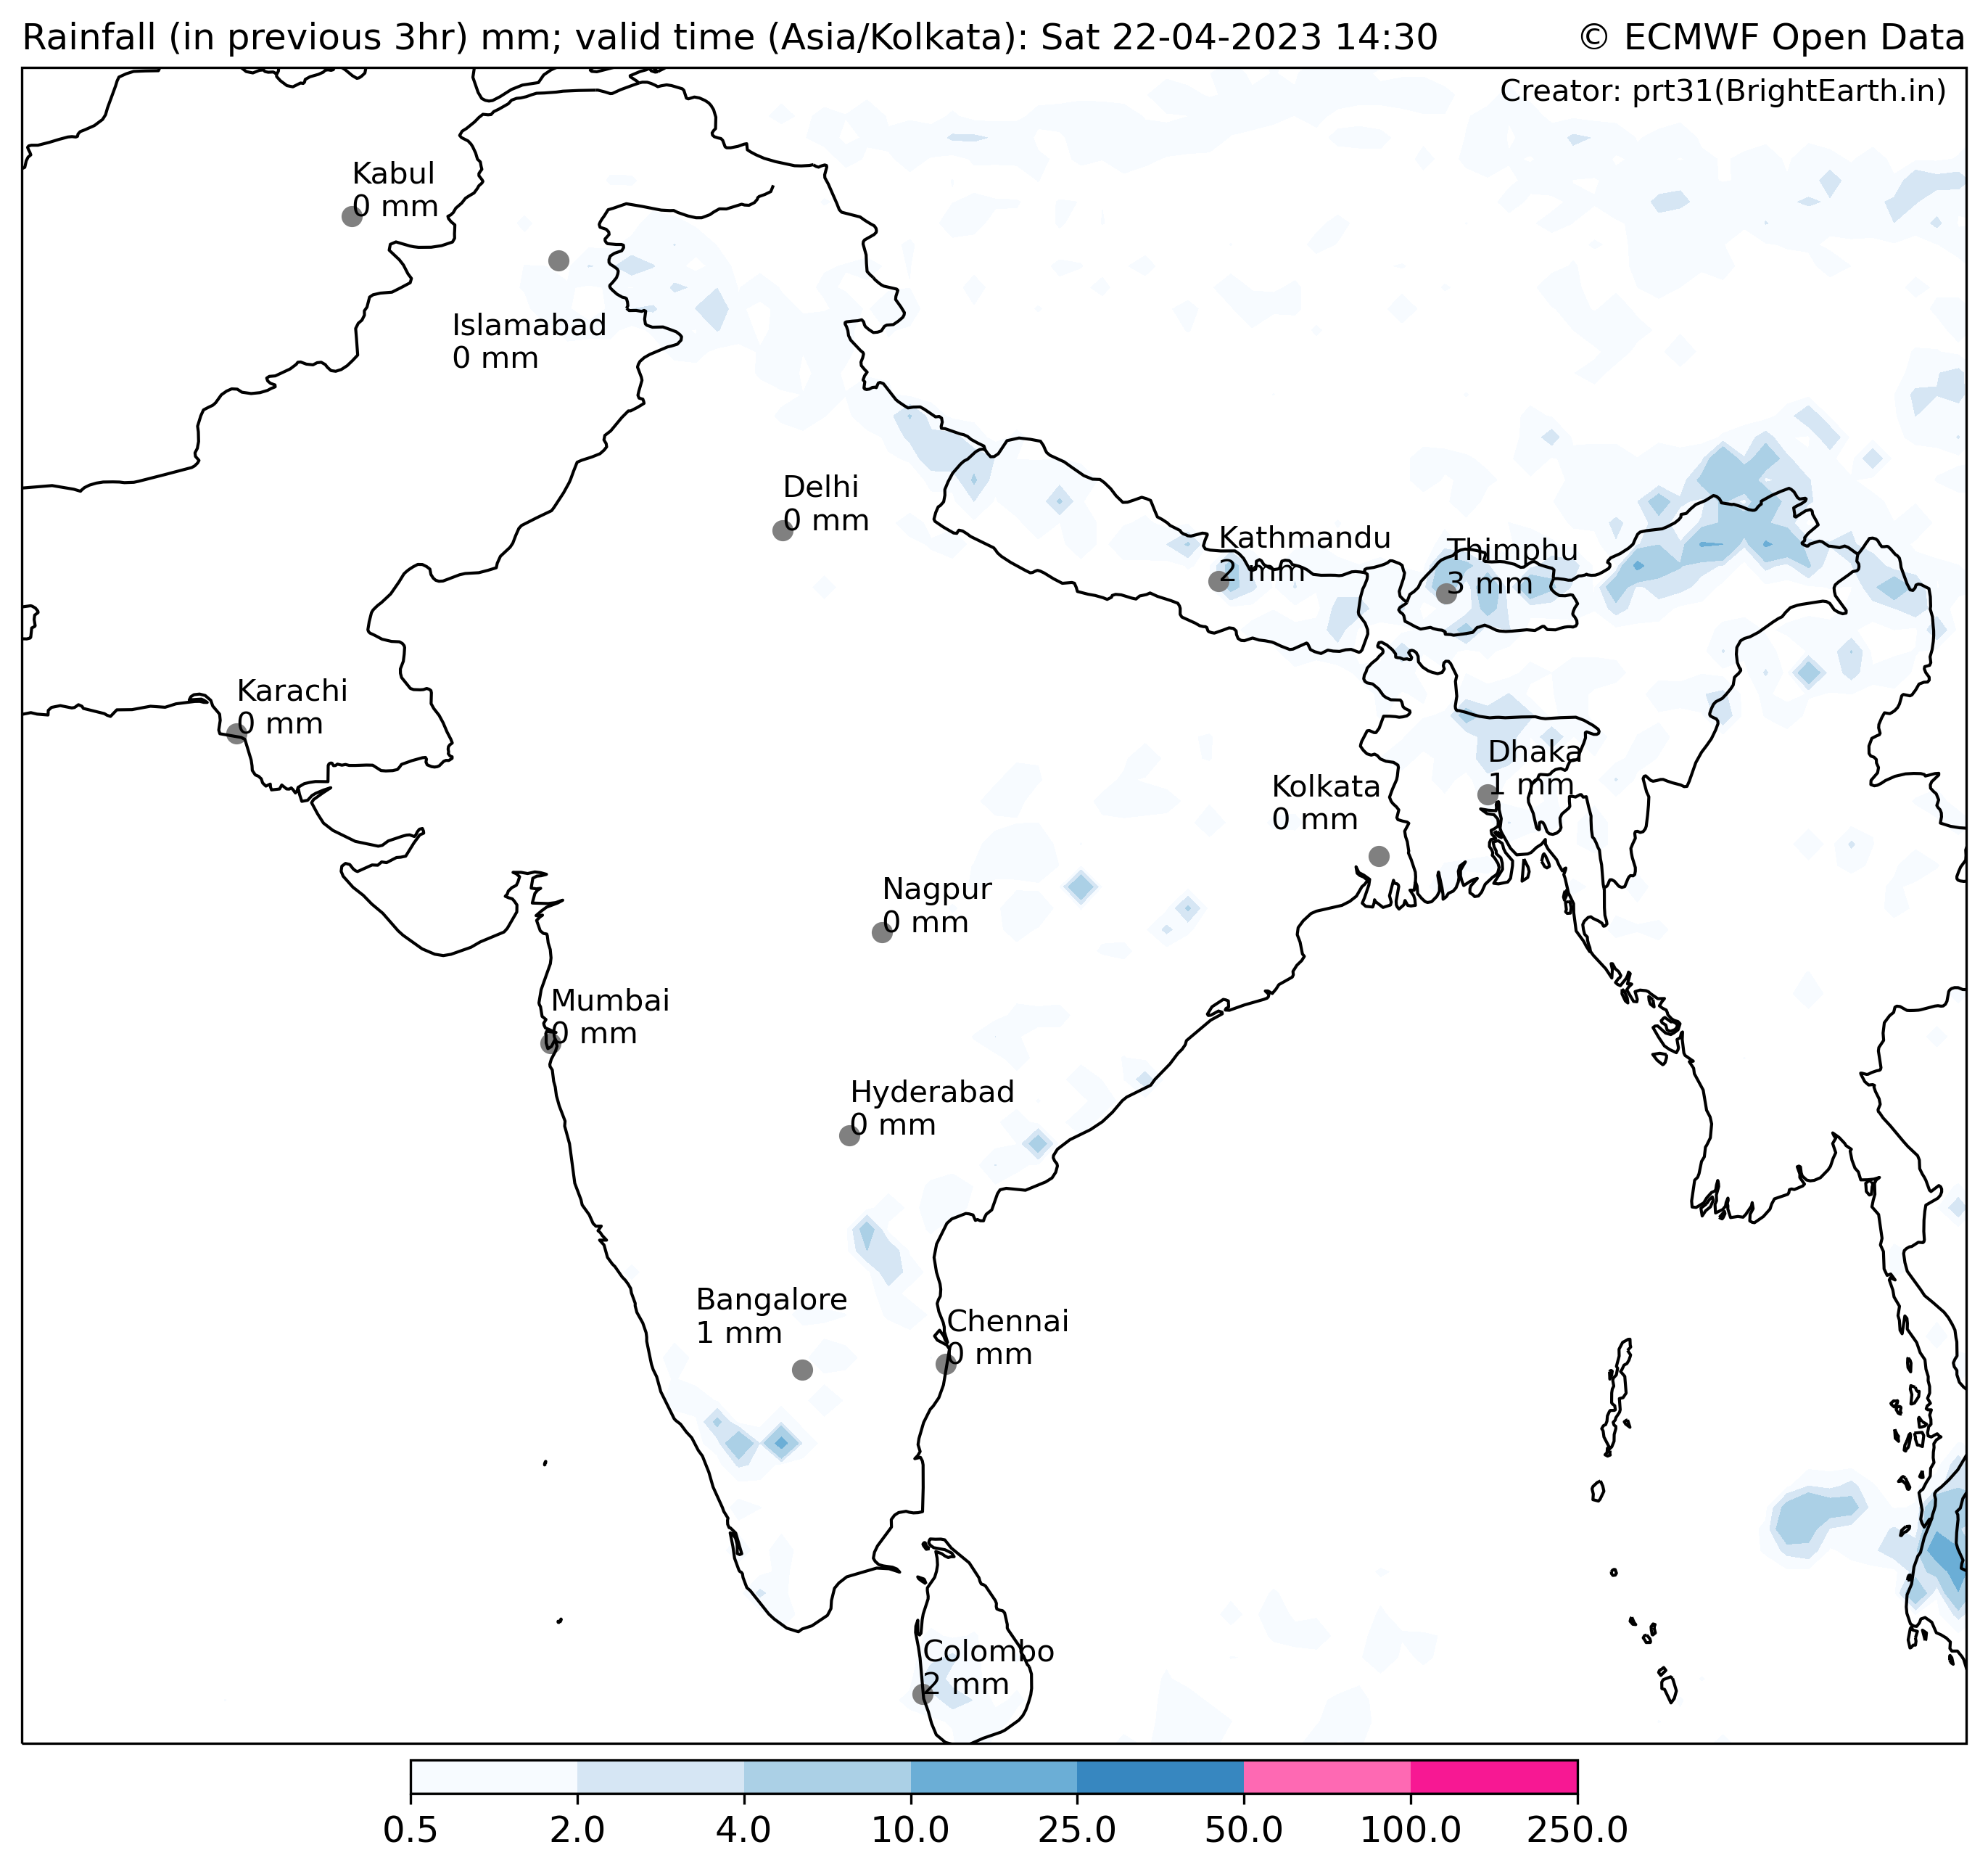 Rainfall (in previous 3hr) mm; valid time (Asia/Kolkata): Sat 22-04-2023 14:30
© ECMWF Open Data
Creator: prt31(BrightEarth.in)
Kabul
0 mm
Islamabad
0 mm
Delhi
0 mm
Kathmandu
2 mm
Thimphu
3 mm
Karachi
0 mm
Dhaka
1 mm
Kolkata
0 mm
Nagpur
0 mm
Mumbai
0 mm
Hyderabad
0 mm
Bangalore
1 mm
Chennai
0 mm
Colombo
2 mm
0.5 2.0 4.0 10.0 25.0 50.0 100.0 250.0